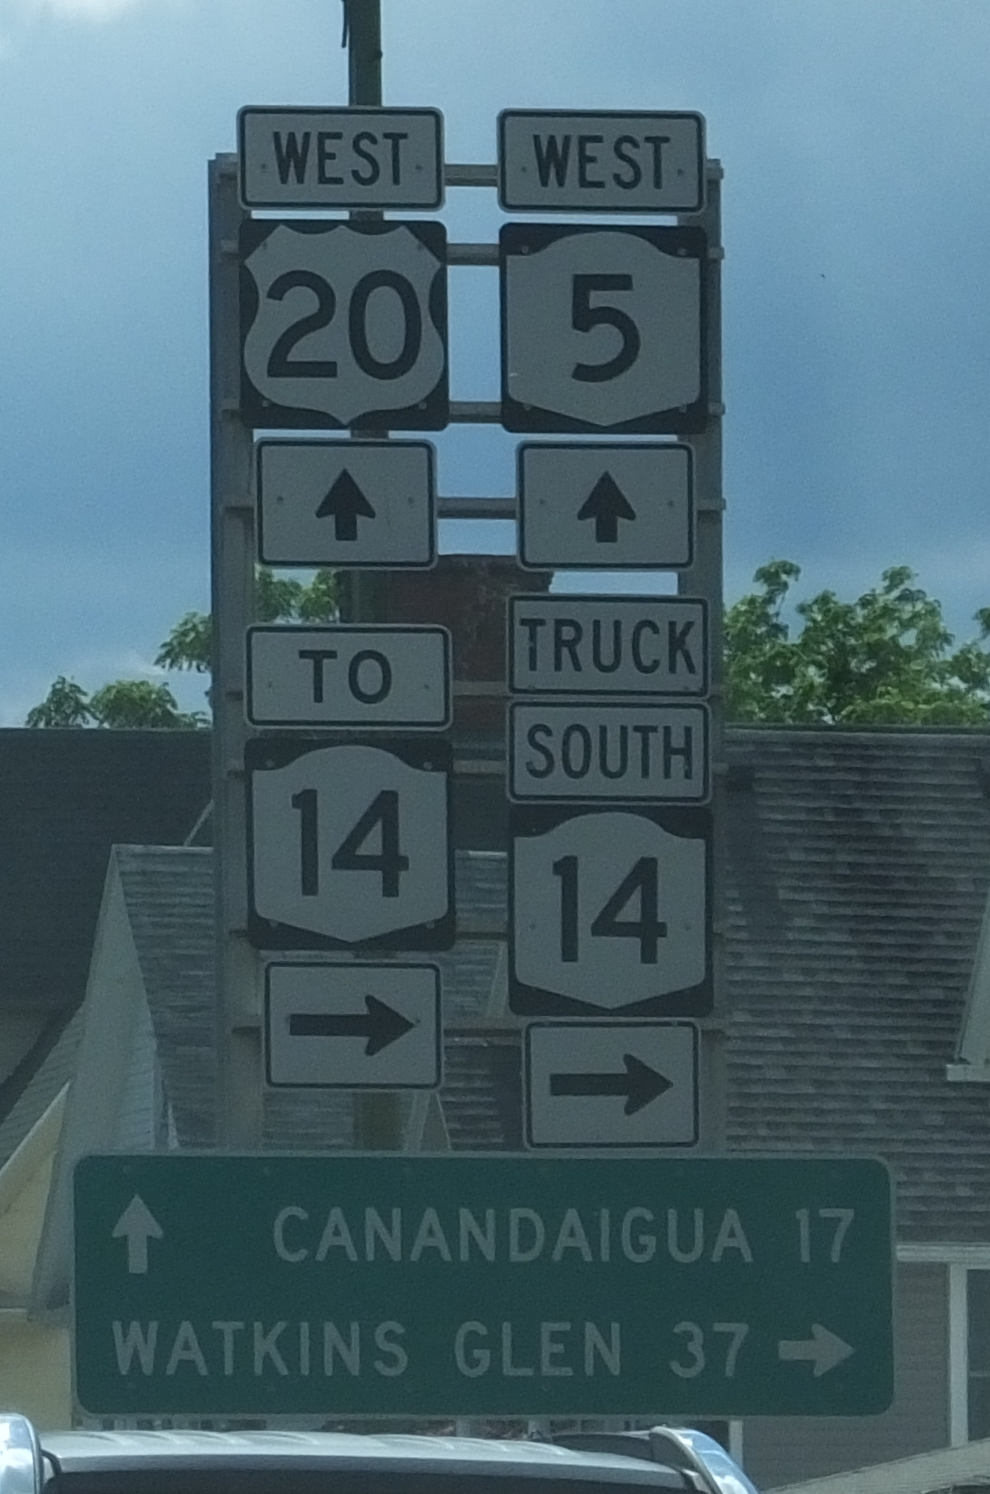 WEST
20
WEST
5
TO
14
TRUCK
SOUTH
14
CANANDAIGUA 17
WATKINS GLEN 37